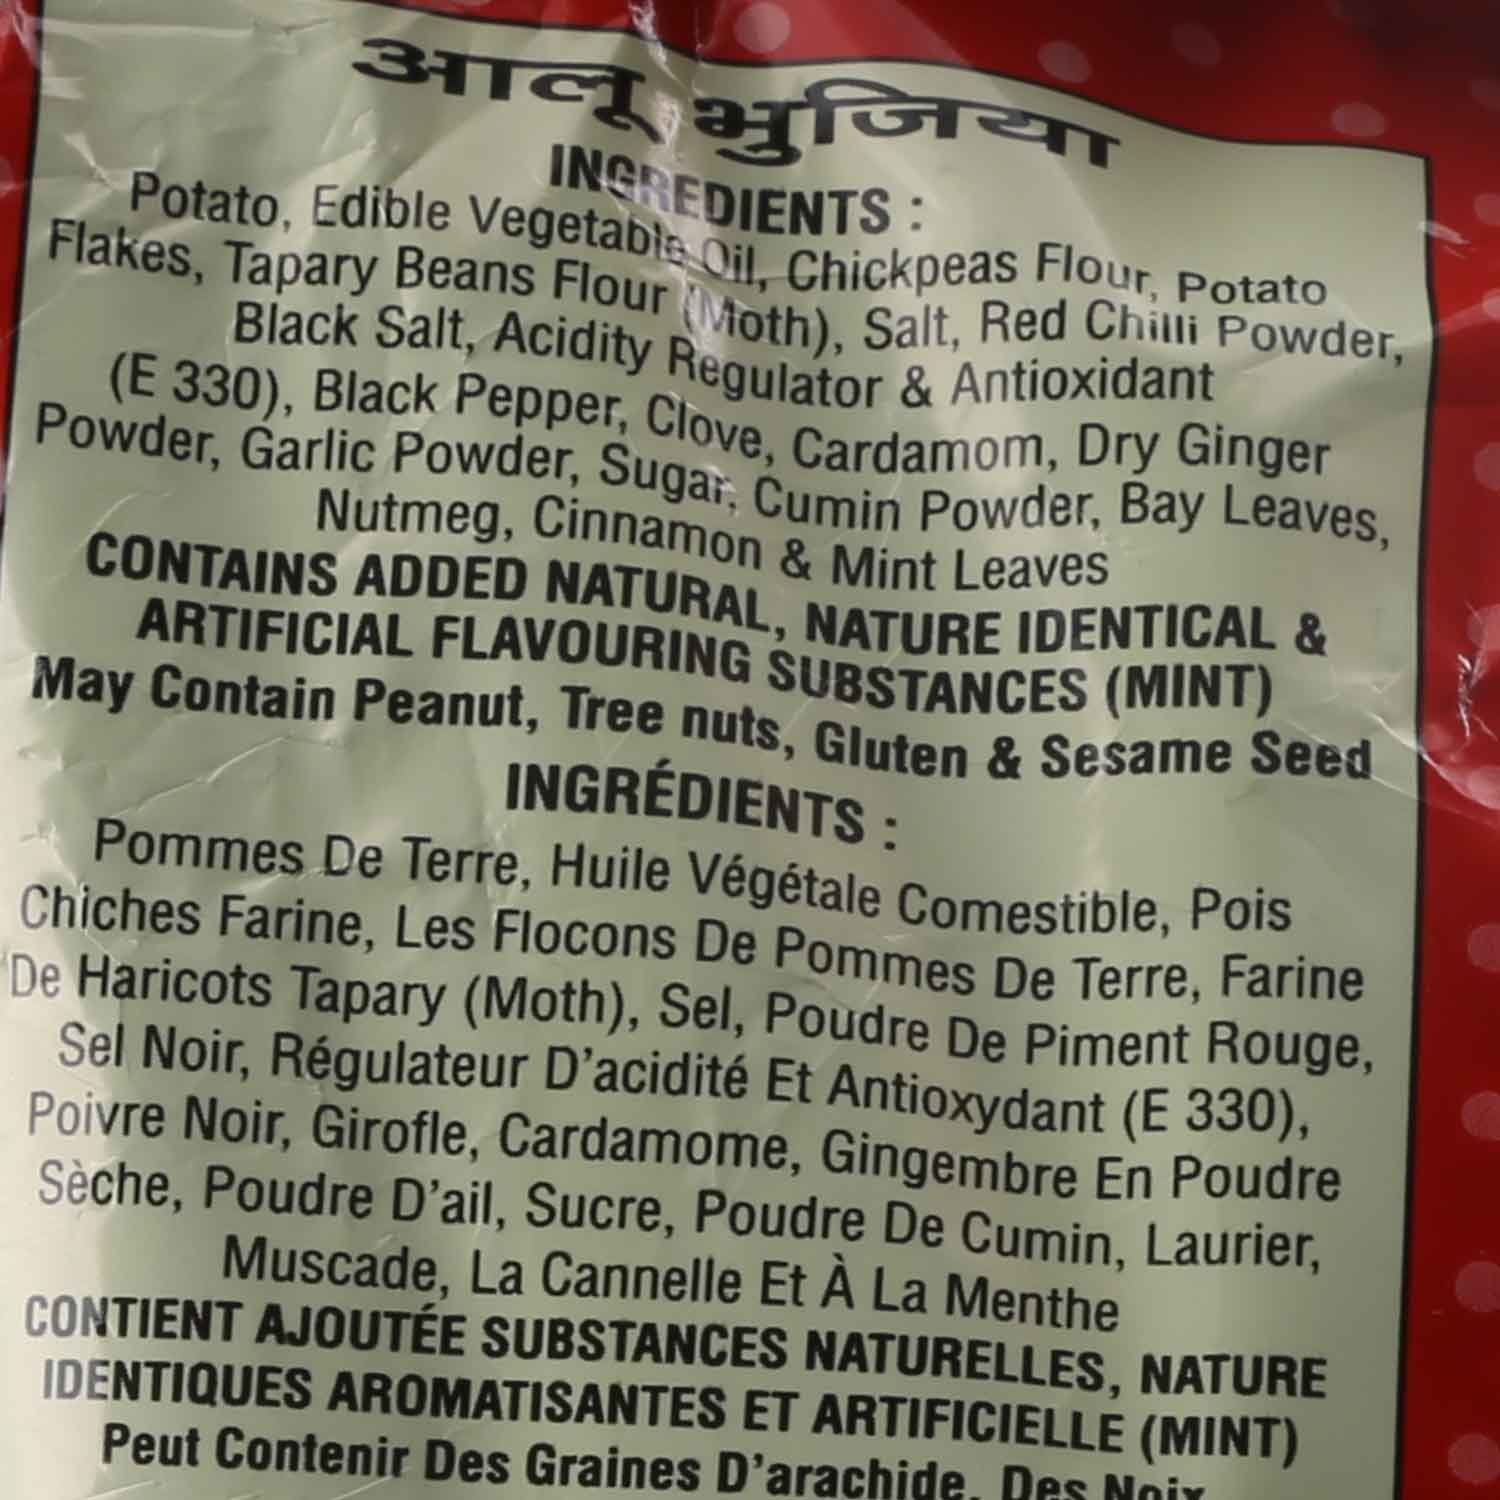 आलू भुजिया
INGREDIENTS :
Potato, Edible Vegetable Oil, Chickpeas Flour, Potato
Flakes, Tapary Beans Flour (Moth), Salt, Red Chilli Powder,
Black Salt, Acidity Regulator & Antioxidant
(E 330), Black Pepper, Clove, Cardamom, Dry Ginger
Powder, Garlic Powder, Sugar, Cumin Powder, Bay Leaves,
Nutmeg, Cinnamon & Mint Leaves
CONTAINS ADDED NATURAL, NATURE IDENTICAL &
ARTIFICIAL FLAVOURING SUBSTANCES (MINT)
May Contain Peanut, Tree nuts, Gluten & Sesame Seed
INGRÉDIENTS :
Pommes De Terre, Huile Végétale Comestible, Pois
Chiches Farine, Les Flocons De Pommes De Terre, Farine
De Haricots Tapary (Moth), Sel, Poudre De Piment Rouge,
Sel Noir, Régulateur D'acidité Et Antioxydant (E 330),
Poivre Noir, Girofle, Cardamome, Gingembre En Poudre
Sèche, Poudre D'ail, Sucre, Poudre De Cumin, Laurier,
Muscade, La Cannelle Et À La Menthe
CONTIENT AJOUTÉE SUBSTANCES NATURELLES, NATURE
IDENTIQUES AROMATISANTES ET ARTIFICIELLE (MINT)
Peut Contenir Des Graines D'arachide, Des Noix